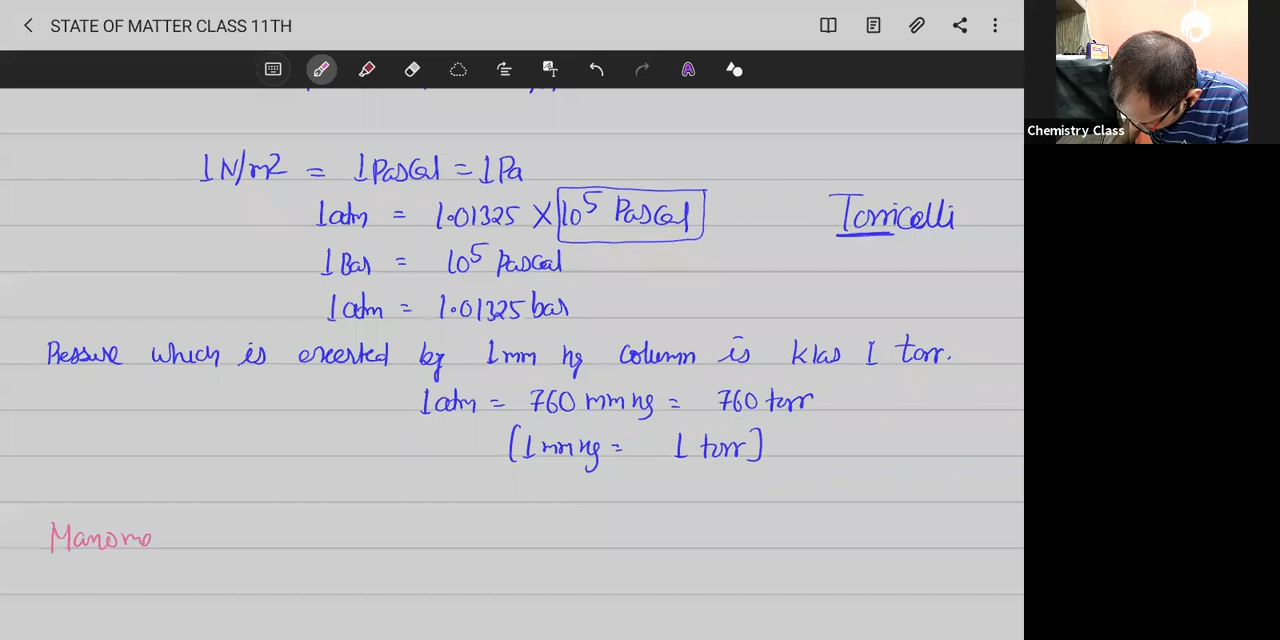 STATE OF MATTER CLASS 11TH
Chemistry Class
1 N/m2 = 1 Pascal = 1 Pa
1 atm = 1.01325 X 10^5 Pascal
Torricelli
1 Bar = 10^5 Pascal
1 atm = 1.01325 bar
Pressure which is exerted by 1 mm Hg column is k/as 1 torr.
1 atm = 760 mm Hg = 760 torr
[1 mm Hg = 1 torr]
Manome